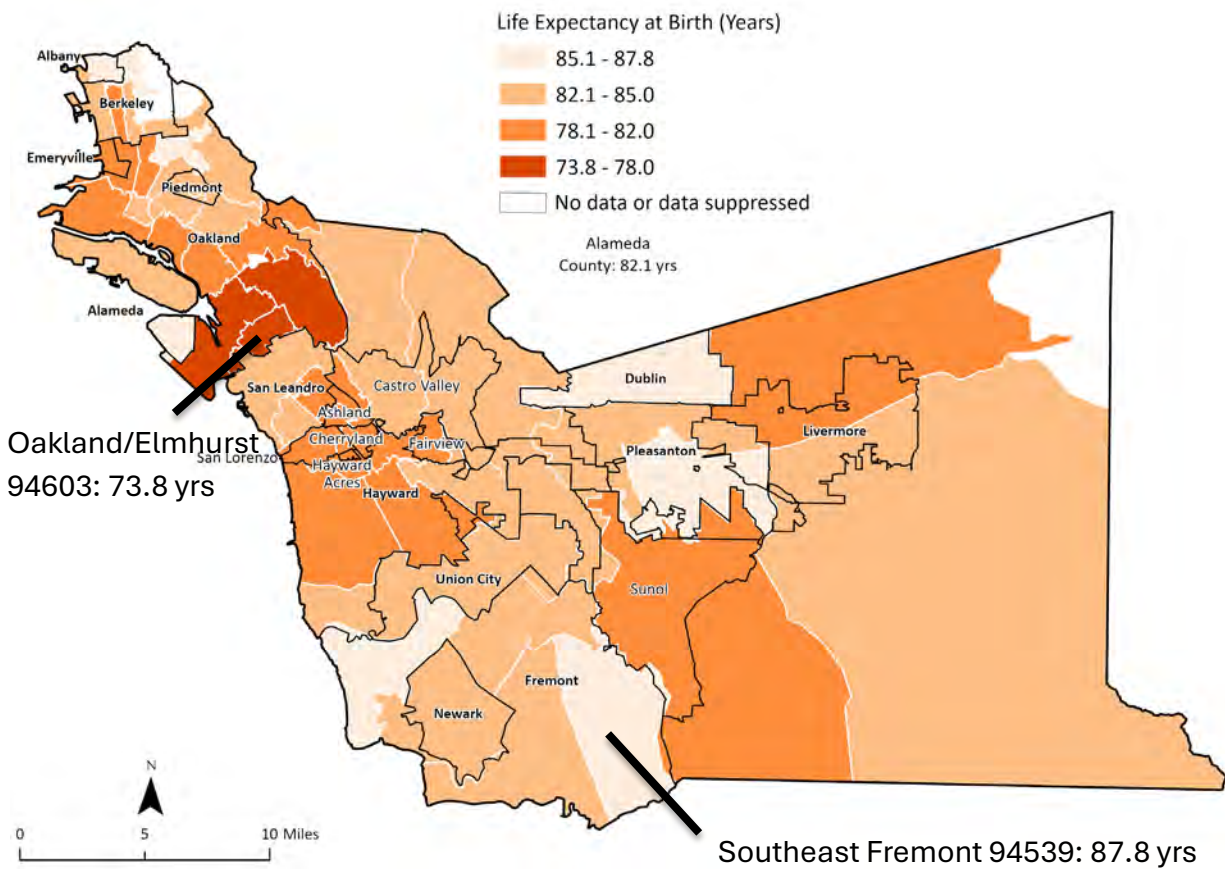 Life Expectancy at Birth (Years)
85.1 - 87.8
82.1 - 85.0
78.1 - 82.0
73.8 - 78.0
No data or data suppressed
Alameda
County: 82.1 yrs
Albany
Berkeley
Emeryville
Piedmont
Oakland
Alameda
San Leandro
Castro Valley
Dublin
Ashland
Livermore
Oakland/Elmhurst
94603: 73.8 yrs
Cherryland
Fairview
Pleasanton
San Lorenzo
Hayward
Acres
Hayward
Union City
Sunol
Fremont
Newark
N
0 5 10 Miles
Southeast Fremont 94539: 87.8 yrs